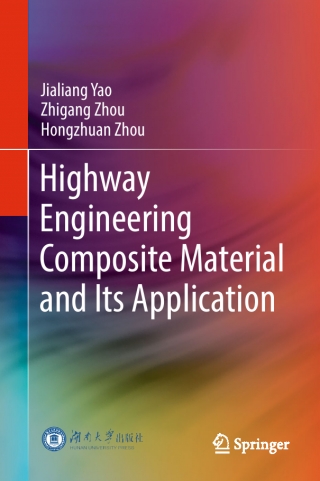 Jialiang Yao
Zhigang Zhou
Hongzhuan Zhou
Highway
Engineering
Composite Material
and Its Application
湖南大学出版社
Springer